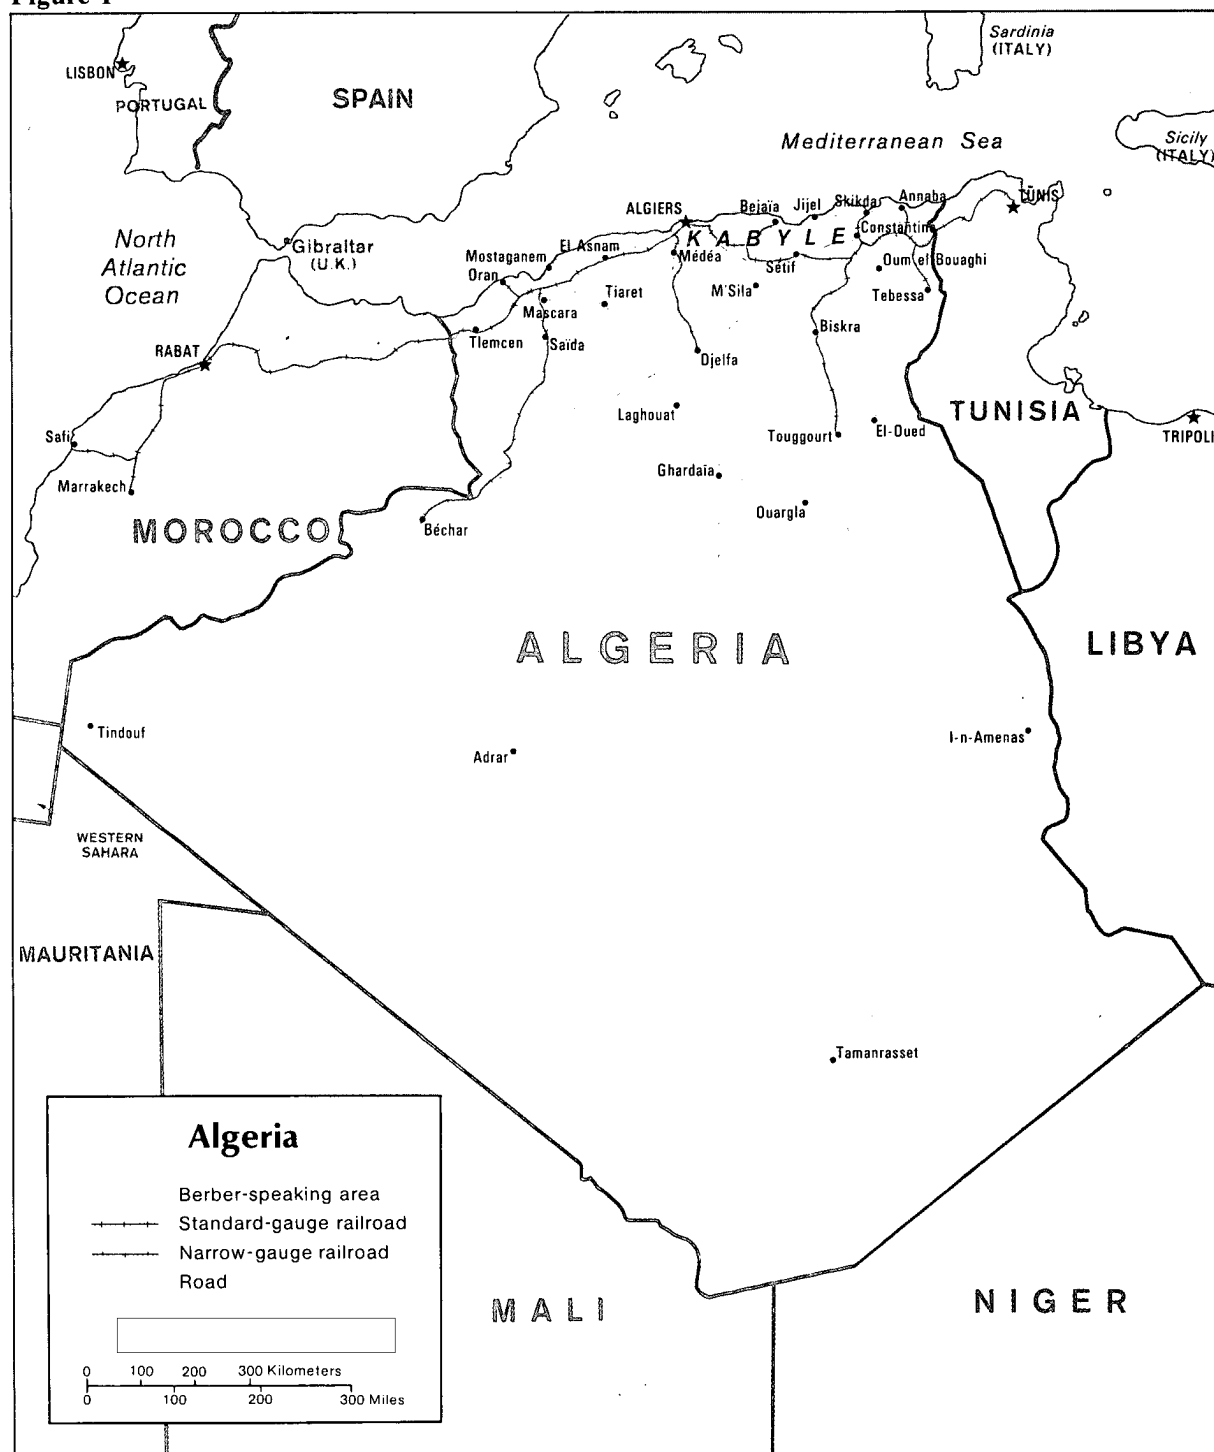 Figure 1
Sardinia
(ITALY)
LISBON
PORTUGAL
SPAIN
Mediterranean Sea
Sicily
(ITALY)
ALGIERS
Bejaïa
Jijel
Skikda
Annaba
TŪNIS
North
Atlantic
Ocean
Gibraltar
(U.K.)
KABYLE
Constantine
Mostaganem
El Asnam
Médéa
Sétif
Oum el Bouaghi
Oran
Tiaret
M'Sila
Tebessa
Mascara
Biskra
Tlemcen
Saïda
RABAT
Djelfa
Laghouat
TUNISIA
Safi
Touggourt
El-Oued
TRIPOLI
Marrakech
Ghardaïa
Ouargla
MOROCCO
Béchar
ALGERIA
LIBYA
Tindouf
Adrar
I-n-Amenas
WESTERN
SAHARA
MAURITANIA
Tamanrasset
Algeria
Berber-speaking area
Standard-gauge railroad
Narrow-gauge railroad
Road
0 100 200 300 Kilometers
0 100 200 300 Miles
MALI
NIGER